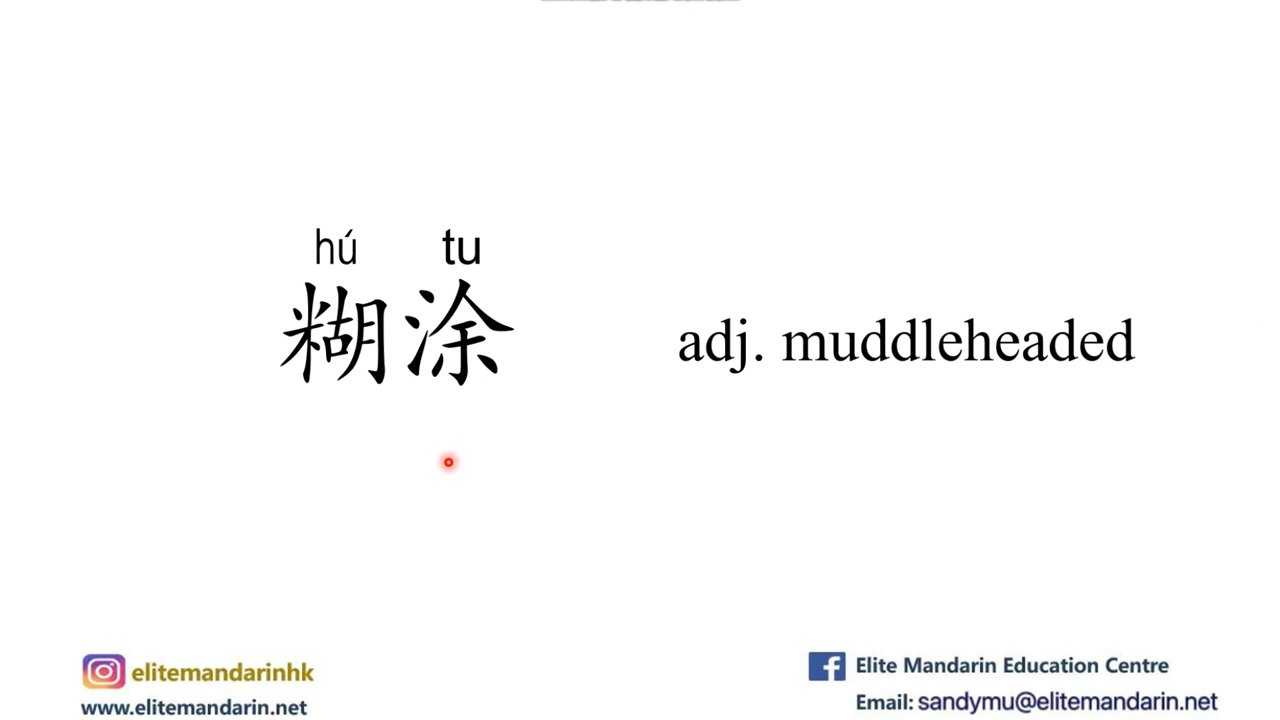 hú tu
糊涂
adj. muddleheaded
elitemandarinhk
www.elitemandarin.net
Elite Mandarin Education Centre
Email: sandymu@elitemandarin.net